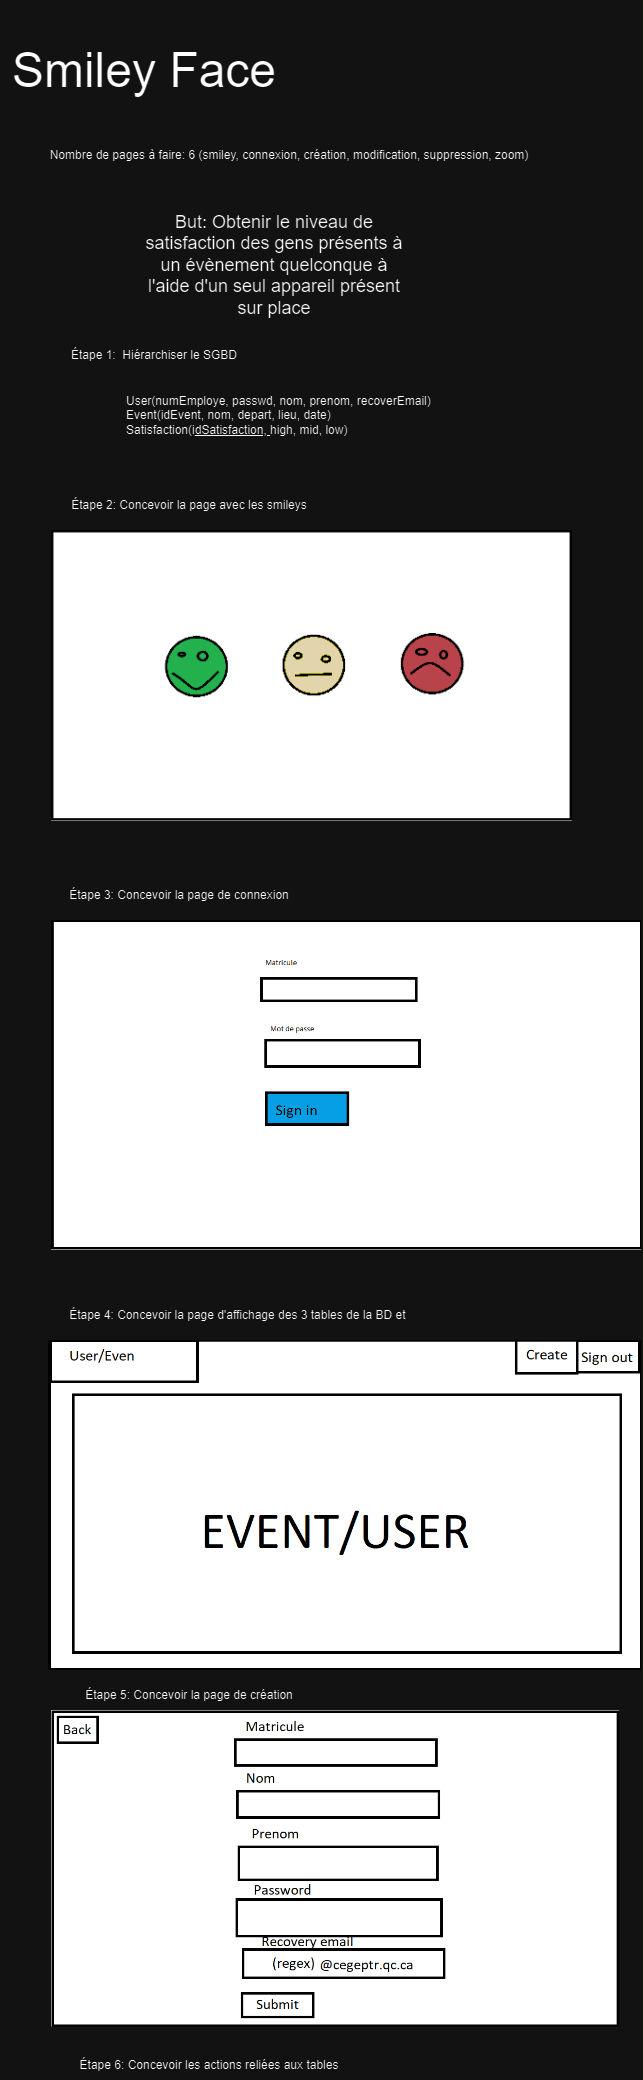 Smiley Face
Nombre de pages à faire: 6 (smiley, connexion, création, modification, suppression, zoom)
But: Obtenir le niveau de
satisfaction des gens présents à
un évènement quelconque à
l'aide d'un seul appareil présent
sur place
Étape 1:  Hiérarchiser le SGBD
User(numEmploye, passwd, nom, prenom, recoverEmail)
Event(idEvent, nom, depart, lieu, date)
Satisfaction(idSatisfaction, high, mid, low)
Étape 2: Concevoir la page avec les smileys
Étape 3: Concevoir la page de connexion
Matricule
Mot de passe
Sign in
Étape 4: Concevoir la page d'affichage des 3 tables de la BD et
User/Even
Create
Sign out
EVENT/USER
Étape 5: Concevoir la page de création
Back
Matricule
Nom
Prenom
Password
Recovery email
(regex) @cegeptr.qc.ca
Submit
Étape 6: Concevoir les actions reliées aux tables